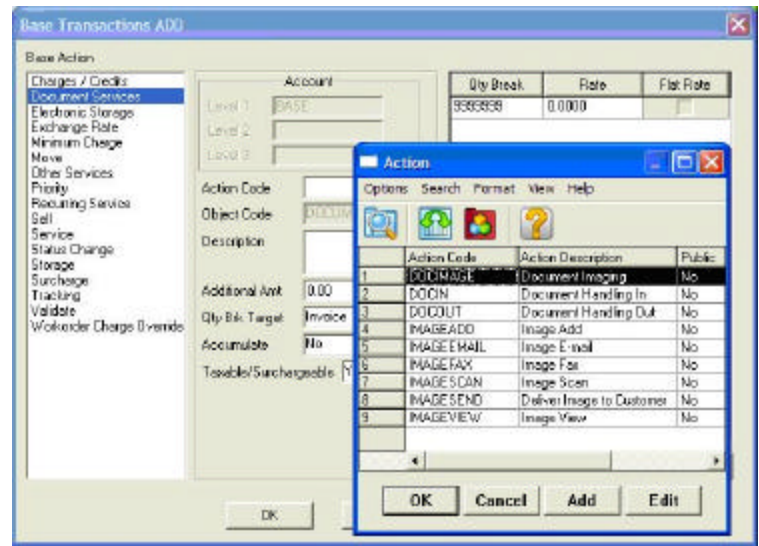 Base Transactions ADD
Base Action
Charges / Credits
Document Services
Electronic Storage
Exchange Rate
Minimum Charge
Move
Other Services
Priority
Recurring Service
Sell
Service
Status Change
Storage
Surcharge
Tracking
Validate
Workorder Charge Override
Account
Level 1 BASE
Level 2
Level 3
Action Code
Object Code DOCUM
Description
Additional Amt 0.00
Qty Brk Target Invoice
Accumulate No
Taxable/Surchargeable Y
Qty Break Rate Flat Rate
9999999 0.0000
OK
Action
Options Search Format View Help
Action Code Action Description Public
1 DOCIMAGE Document Imaging No
2 DOCIN Document Handling In No
3 DOCOUT Document Handling Out No
4 IMAGEADD Image Add No
5 IMAGEEMAIL Image E-mail No
6 IMAGEFAX Image Fax No
7 IMAGESCAN Image Scan No
8 IMAGESEND Deliver Image to Customer No
9 IMAGEVIEW Image View No
OK Cancel Add Edit